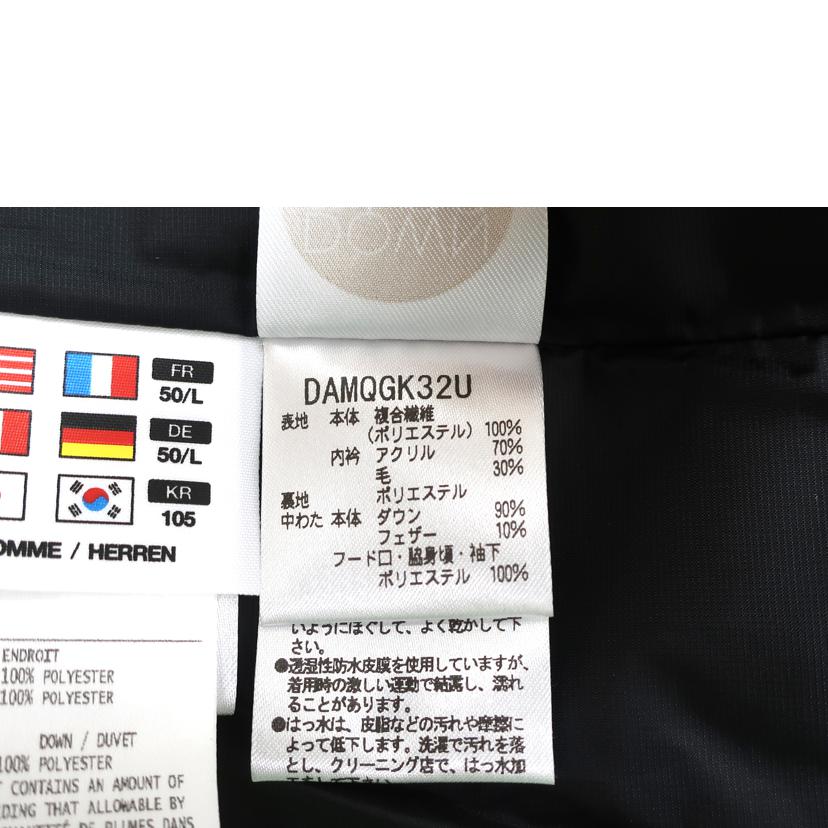 DOWN
FR
50/L
DE
50/L
KR
105
OMME / HERREN
DAMQGK32U
表地 本体 複合繊維
(ポリエステル) 100%
内衿 アクリル 70%
毛 30%
裏地 ポリエステル
中わた 本体 ダウン 90%
フェザー 10%
フード口・脇身頃・袖下
ポリエステル 100%
いようにほぐして、よく乾かして下
さい。
●透湿性防水皮膜を使用していますが、
着用時の激しい運動で結露し、濡れ
ることがあります。
●はっ水は、皮脂などの汚れや摩擦に
よって低下します。洗濯で汚れを落
とし、クリーニング店で、はっ水加
ENDROIT
100% POLYESTER
100% POLYESTER
DOWN / DUVET
100% POLYESTER
CONTAINS AN AMOUNT OF
DING THAT ALLOWABLE BY
DE PLUMES DANS